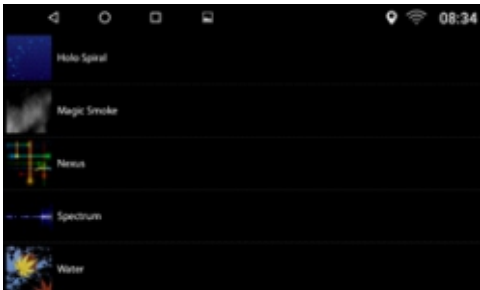 08:34
Holo Spiral
Magic Smoke
Nexus
Spectrum
Water